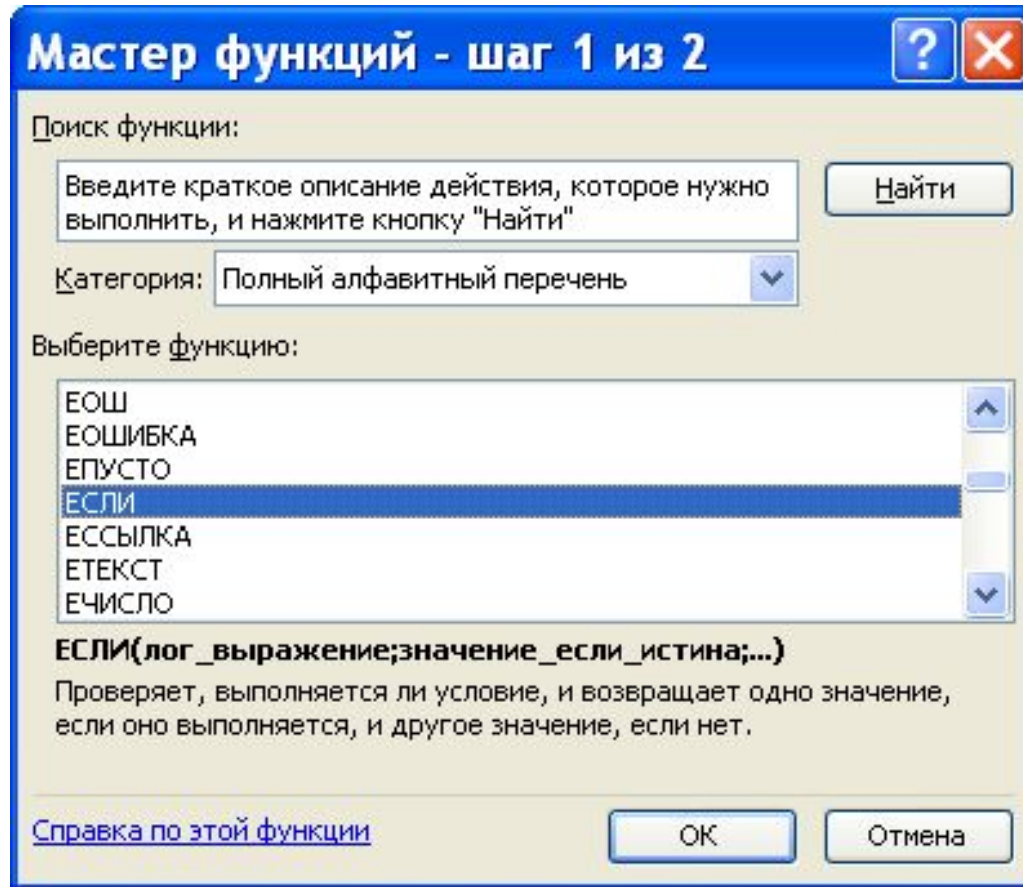 Мастер функций - шаг 1 из 2
Поиск функции:
Введите краткое описание действия, которое нужно
выполнить, и нажмите кнопку "Найти"
Найти
Категория: Полный алфавитный перечень
Выберите функцию:
ЕОШ
ЕОШИБКА
ЕПУСТО
ЕСЛИ
ЕССЫЛКА
ЕТЕКСТ
ЕЧИСЛО
ЕСЛИ(лог_выражение;значение_если_истина;...)
Проверяет, выполняется ли условие, и возвращает одно значение,
если оно выполняется, и другое значение, если нет.
Справка по этой функции
ОК
Отмена